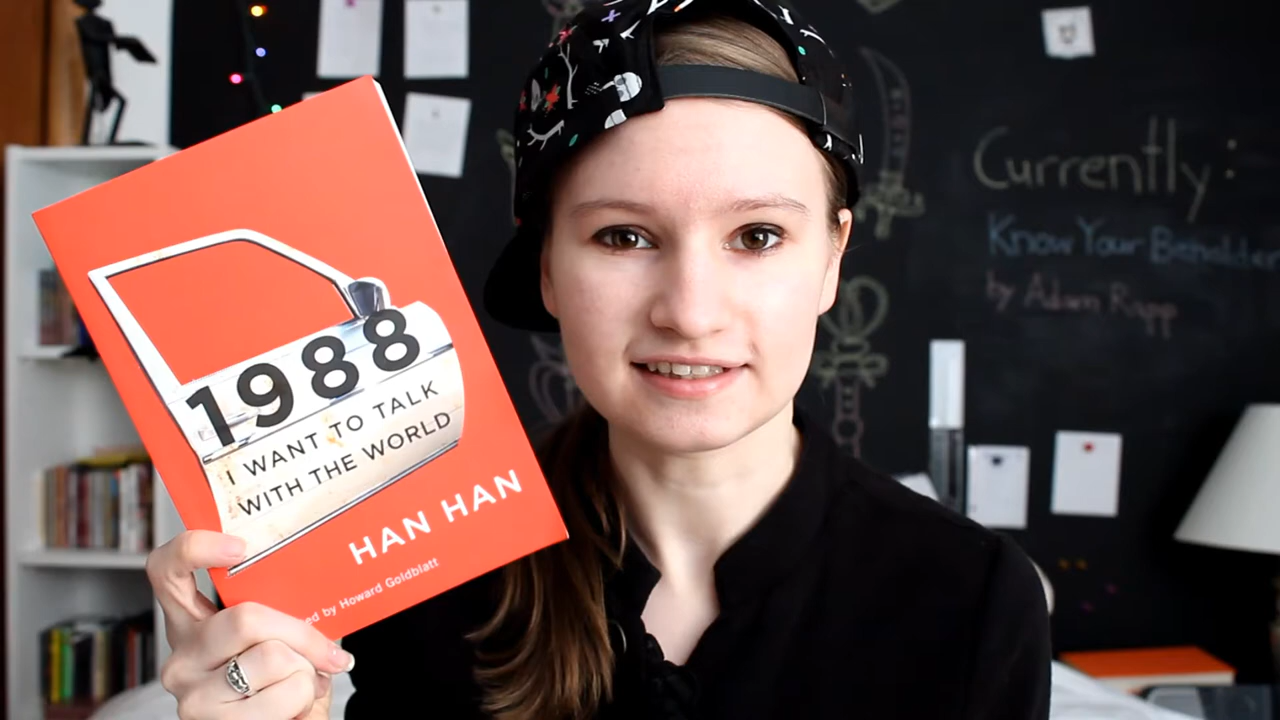 1988
I WANT TO TALK
WITH THE WORLD
HAN HAN
ed by Howard Goldblatt
Currently:
Know Your Beholder
by Adam Rapp